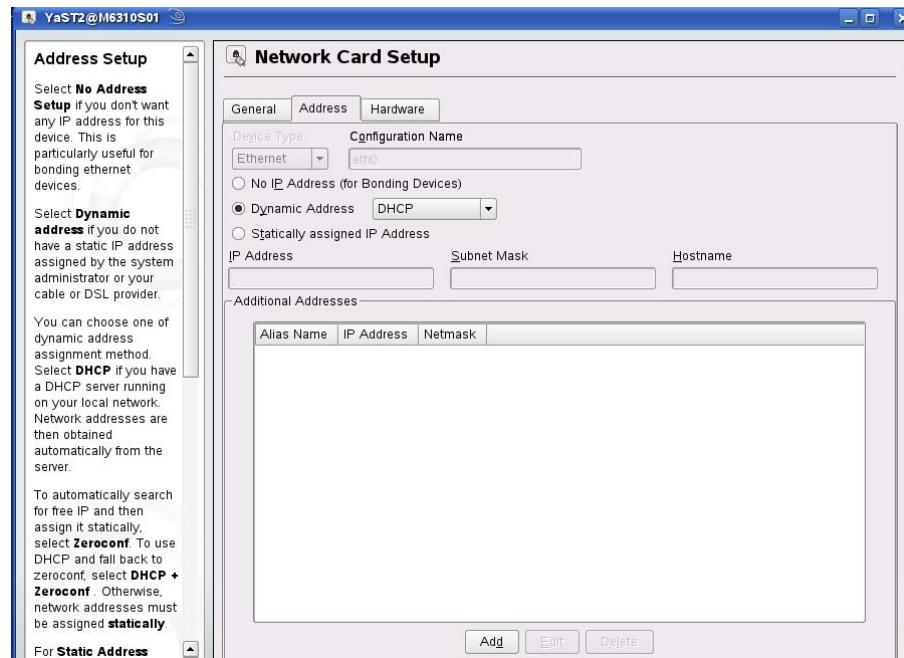 YaST2@M6310S01
Address Setup
Select No Address
Setup if you don't want
any IP address for this
device. This is
particularly useful for
bonding ethernet
devices.
Select Dynamic
address if you do not
have a static IP address
assigned by the system
administrator or your
cable or DSL provider.
You can choose one of
dynamic address
assignment method.
Select DHCP if you have
a DHCP server running
on your local network.
Network addresses are
then obtained
automatically from the
server.
To automatically search
for free IP and then
assign it statically,
select Zeroconf. To use
DHCP and fall back to
zeroconf, select DHCP +
Zeroconf . Otherwise,
network addresses must
be assigned statically.
For Static Address
Network Card Setup
General Address Hardware
Device Type Configuration Name
Ethernet eth0
No IP Address (for Bonding Devices)
Dynamic Address DHCP
Statically assigned IP Address
IP Address Subnet Mask Hostname
Additional Addresses
Alias Name IP Address Netmask
Add Edit Delete